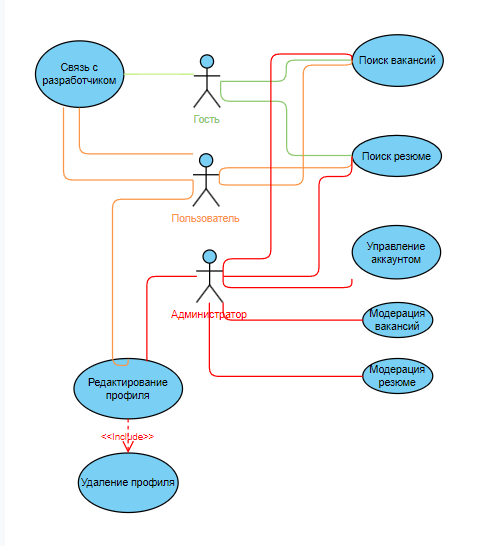 Связь с
разработчиком
Поиск вакансий
Гость
Поиск резюме
Пользователь
Управление
аккаунтом
Администратор
Модерация
вакансий
Модерация
резюме
Редактирование
профиля
<<Include>>
Удаление профиля